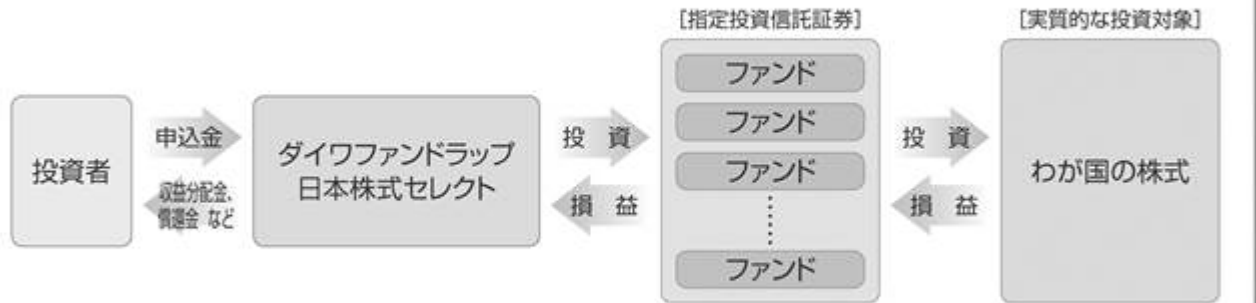 [指定投資信託証券]
[実質的な投資対象]
投資者
申込金
収益分配金、
償還金 など
ダイワファンドラップ
日本株式セレクト
投 資
損 益
ファンド
ファンド
ファンド
ファンド
投 資
損 益
わが国の株式